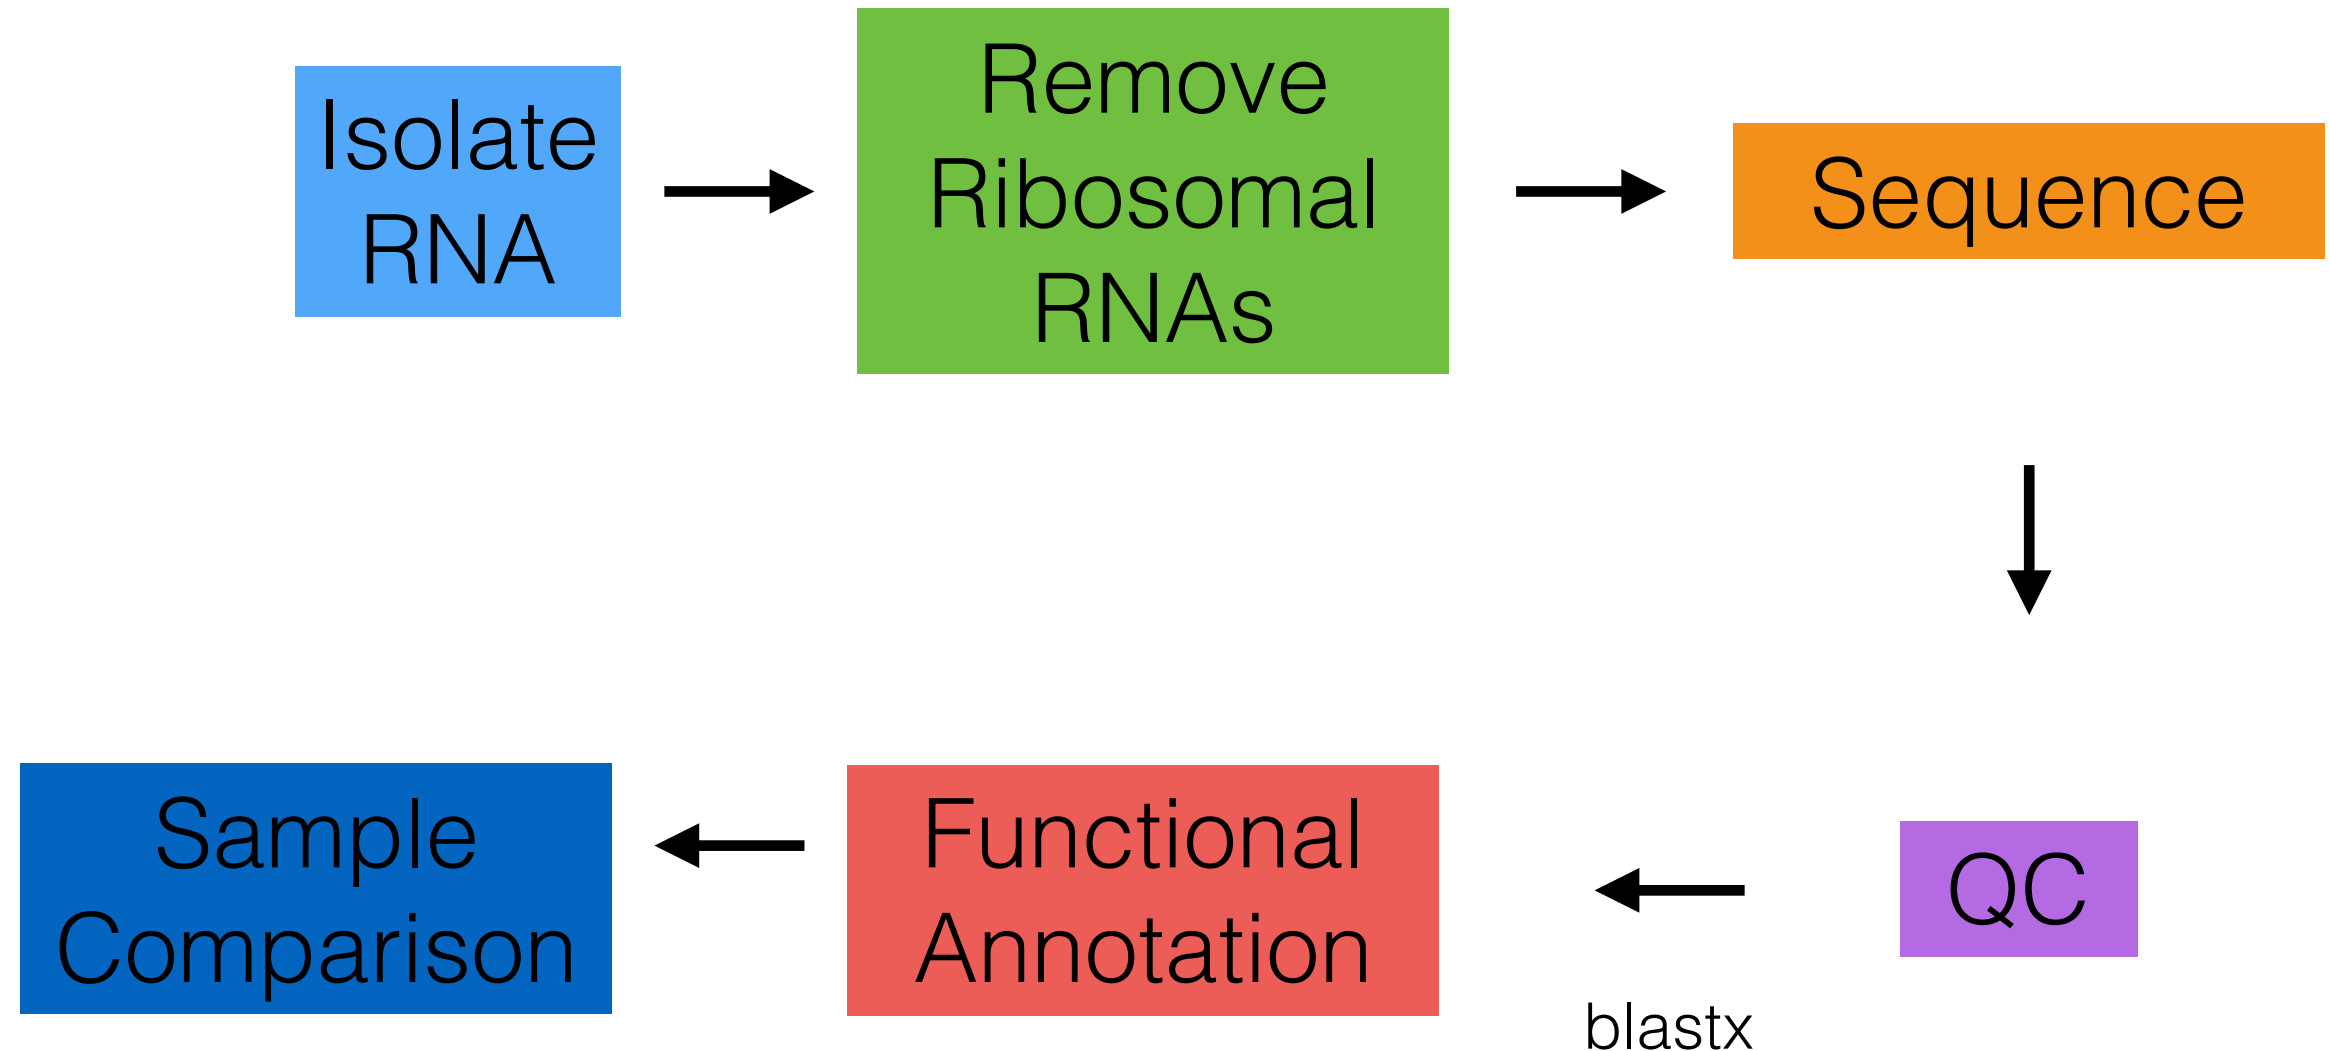 Isolate
RNA
Remove
Ribosomal
RNAs
Sequence
QC
blastx
Functional
Annotation
Sample
Comparison